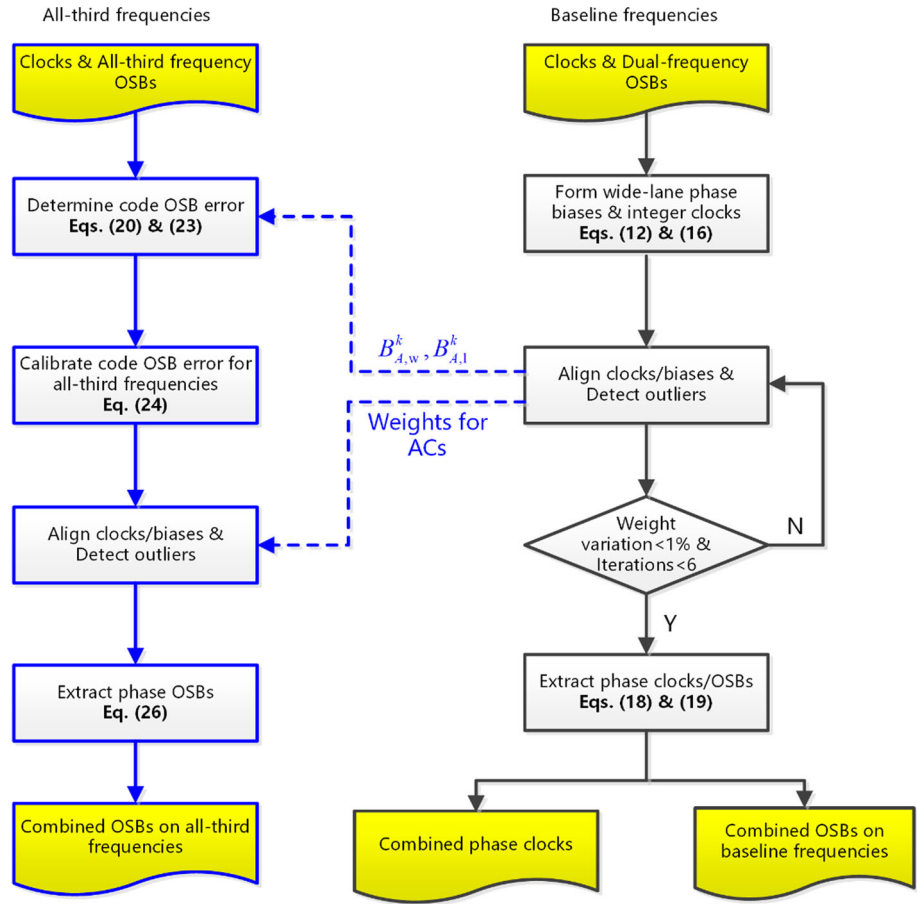 All-third frequencies
Baseline frequencies
Clocks & All-third frequency
OSBs
Clocks & Dual-frequency
OSBs
Determine code OSB error
Eqs. (20) & (23)
Form wide-lane phase
biases & integer clocks
Eqs. (12) & (16)
B^k_{A,w}, B^k_{A,1}
Calibrate code OSB error for
all-third frequencies
Eq. (24)
Align clocks/biases &
Detect outliers
Weights for
ACs
Align clocks/biases &
Detect outliers
Weight
variation<1% &
Iterations<6
N
Y
Extract phase OSBs
Eq. (26)
Extract phase clocks/OSBs
Eqs. (18) & (19)
Combined OSBs on all-third
frequencies
Combined phase clocks
Combined OSBs on
baseline frequencies